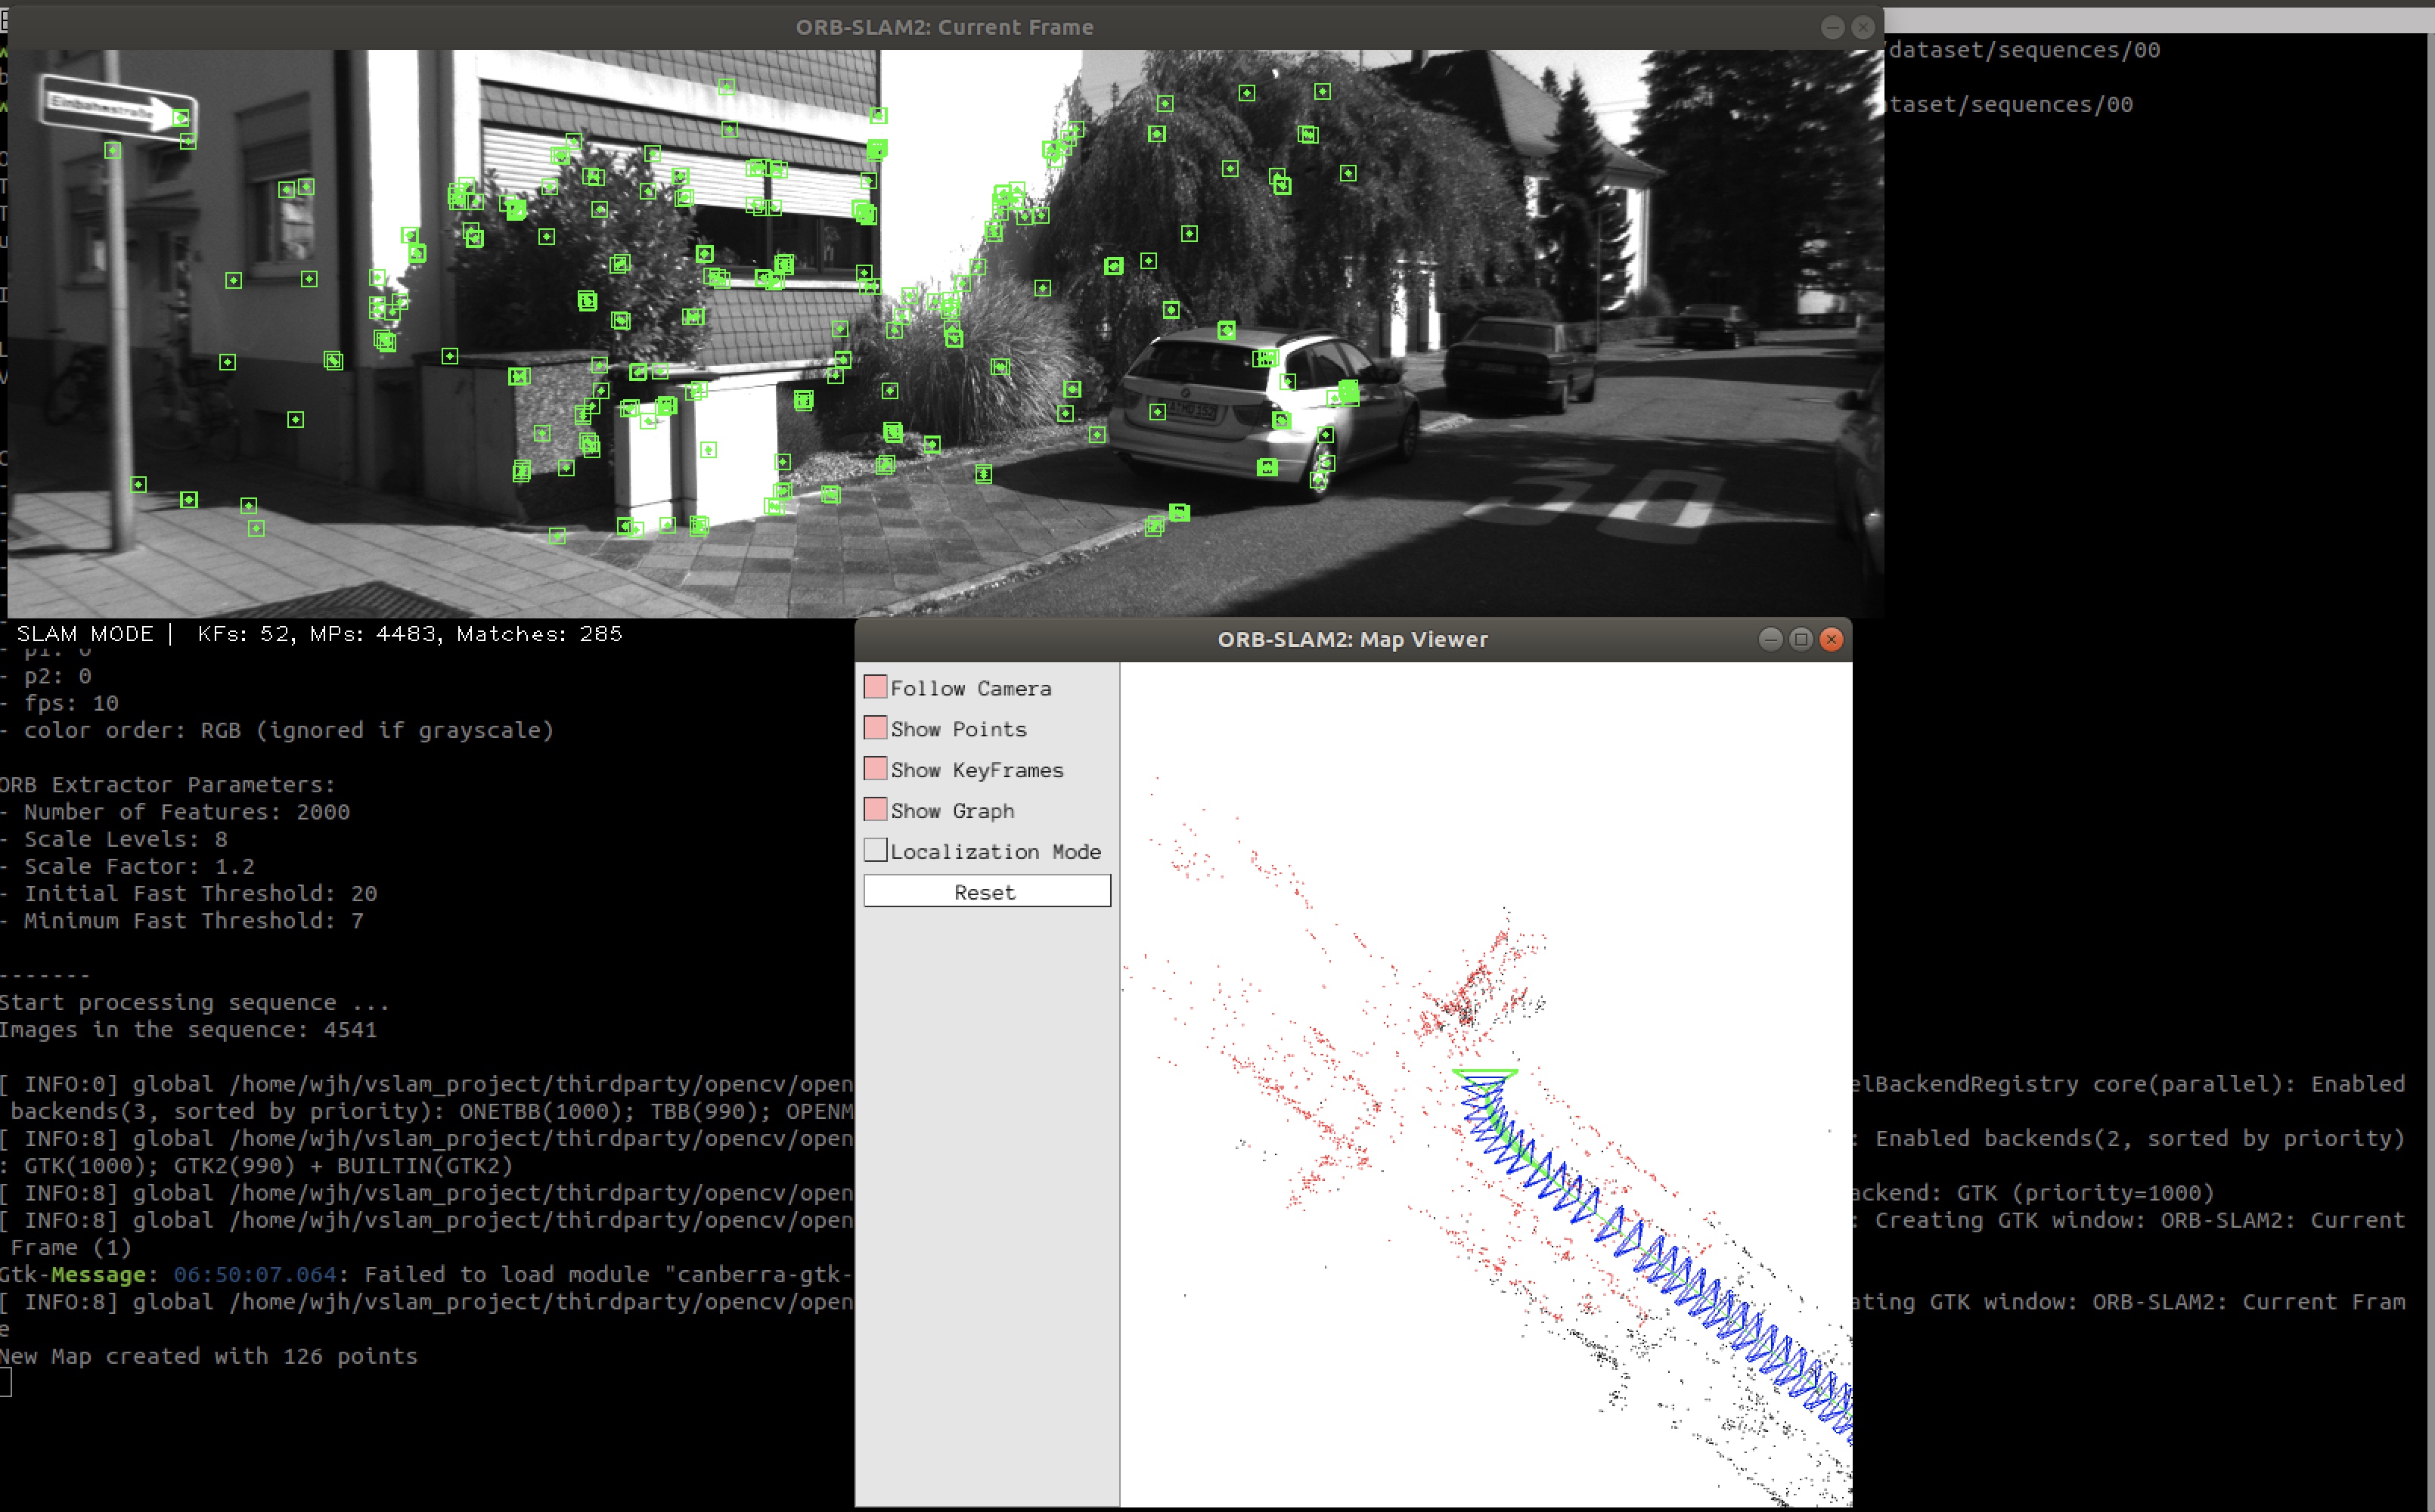 ORB-SLAM2: Current Frame
/dataset/sequences/00
ataset/sequences/00
Einbahnstraße
30
SLAM MODE | KFs: 52, MPs: 4483, Matches: 285
- p1: 0
- p2: 0
- fps: 10
- color order: RGB (ignored if grayscale)
ORB Extractor Parameters:
- Number of Features: 2000
- Scale Levels: 8
- Scale Factor: 1.2
- Initial Fast Threshold: 20
- Minimum Fast Threshold: 7
-------
Start processing sequence ...
Images in the sequence: 4541
[ INFO:0] global /home/wjh/vslam_project/thirdparty/opencv/open
elBackendRegistry core(parallel): Enabled
backends(3, sorted by priority): ONETBB(1000); TBB(990); OPENM
[ INFO:8] global /home/wjh/vslam_project/thirdparty/opencv/open
: Enabled backends(2, sorted by priority)
: GTK(1000); GTK2(990) + BUILTIN(GTK2)
[ INFO:8] global /home/wjh/vslam_project/thirdparty/opencv/open
ackend: GTK (priority=1000)
[ INFO:8] global /home/wjh/vslam_project/thirdparty/opencv/open
: Creating GTK window: ORB-SLAM2: Current
Frame (1)
Gtk-Message: 06:50:07.064: Failed to load module "canberra-gtk-
[ INFO:8] global /home/wjh/vslam_project/thirdparty/opencv/open
ating GTK window: ORB-SLAM2: Current Fram
e
New Map created with 126 points
ORB-SLAM2: Map Viewer
Follow Camera
Show Points
Show KeyFrames
Show Graph
Localization Mode
Reset